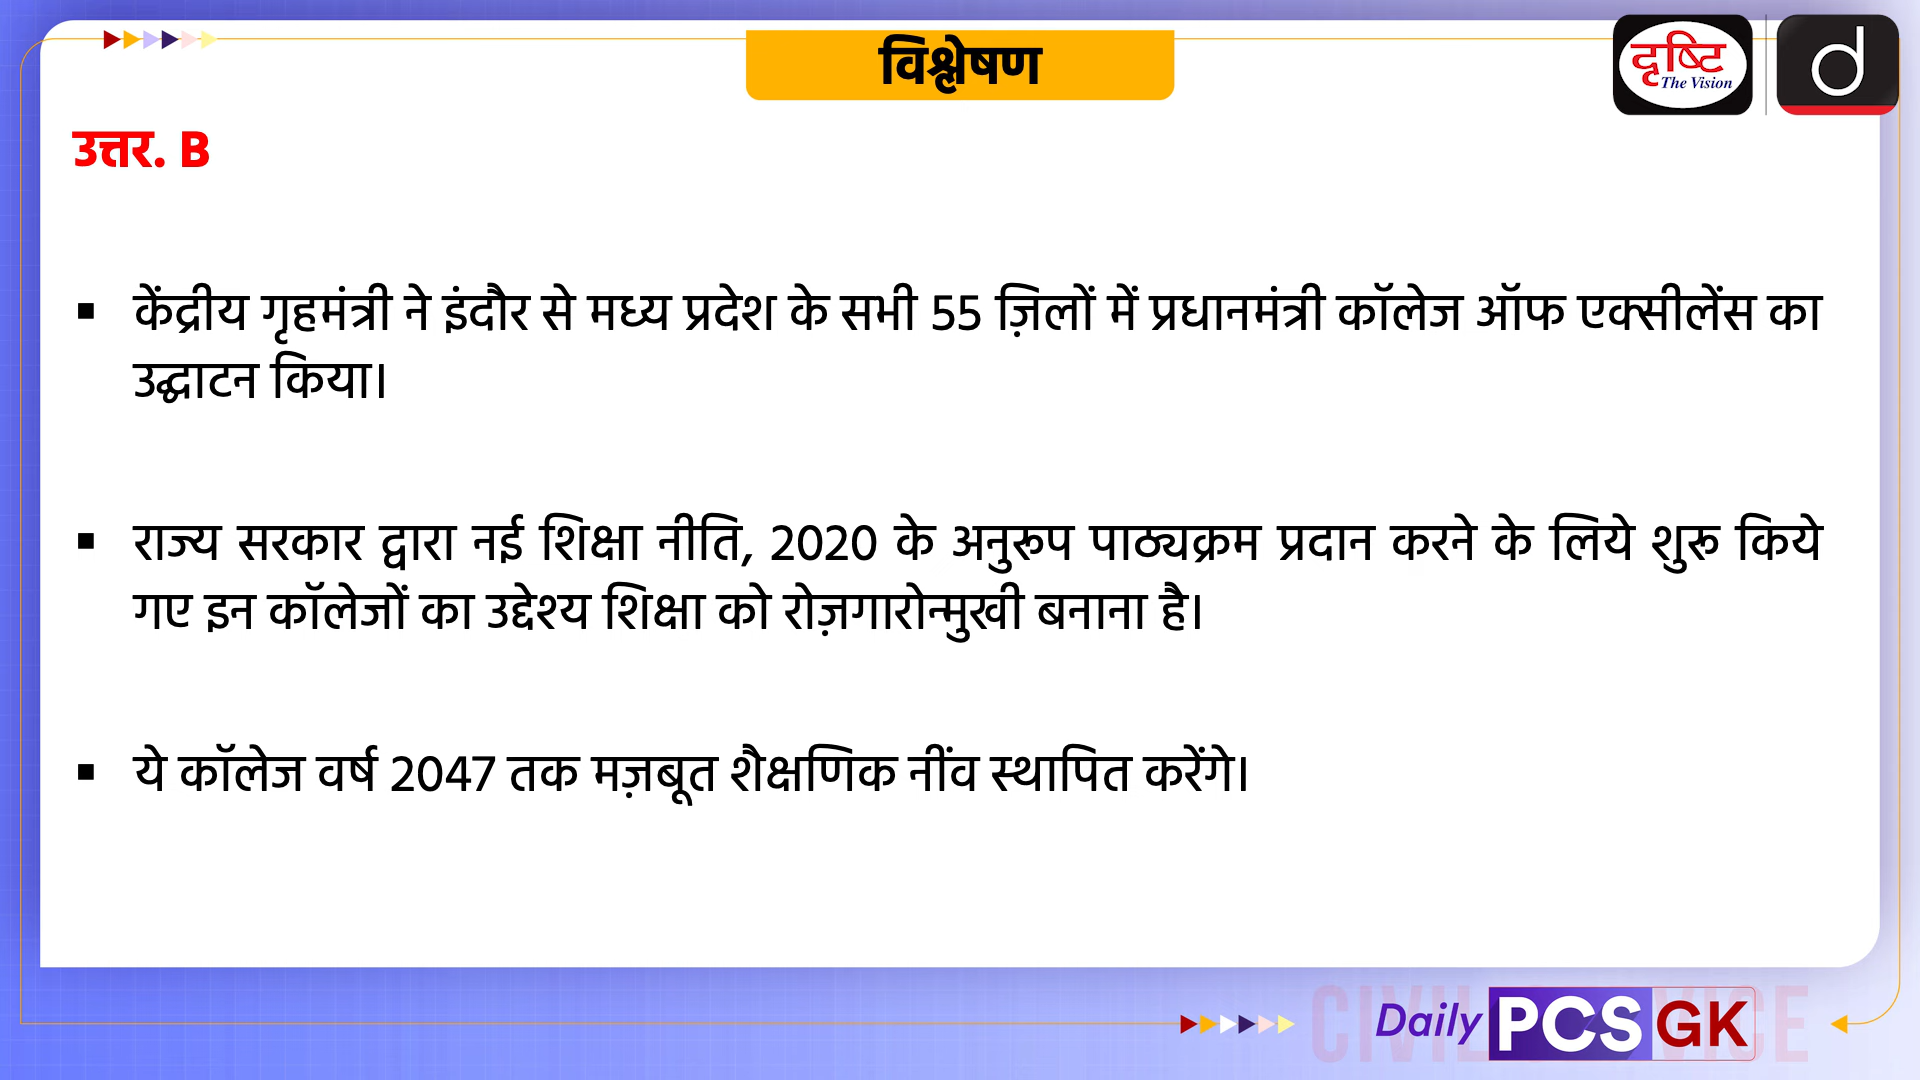 विश्लेषण
दृष्टि
The Vision
d
उत्तर. B
▪ केंद्रीय गृहमंत्री ने इंदौर से मध्य प्रदेश के सभी 55 ज़िलों में प्रधानमंत्री कॉलेज ऑफ एक्सीलेंस का
उद्घाटन किया।
▪ राज्य सरकार द्वारा नई शिक्षा नीति, 2020 के अनुरूप पाठ्यक्रम प्रदान करने के लिये शुरू किये
गए इन कॉलेजों का उद्देश्य शिक्षा को रोज़गारोन्मुखी बनाना है।
▪ ये कॉलेज वर्ष 2047 तक मज़बूत शैक्षणिक नींव स्थापित करेंगे।
Daily PCS GK